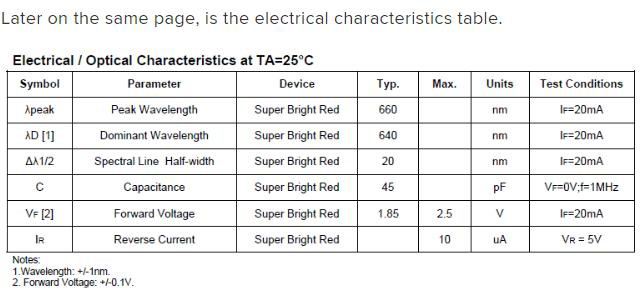 Later on the same page, is the electrical characteristics table.
Electrical / Optical Characteristics at TA=25°C
Symbol Parameter Device Typ. Max. Units Test Conditions
λpeak Peak Wavelength Super Bright Red 660 nm IF=20mA
λD [1] Dominant Wavelength Super Bright Red 640 nm IF=20mA
Δλ1/2 Spectral Line Half-width Super Bright Red 20 nm IF=20mA
C Capacitance Super Bright Red 45 pF VF=0V;f=1MHz
VF [2] Forward Voltage Super Bright Red 1.85 2.5 V IF=20mA
IR Reverse Current Super Bright Red 10 uA VR = 5V
Notes:
1.Wavelength: +/-1nm.
2. Forward Voltage: +/-0.1V.